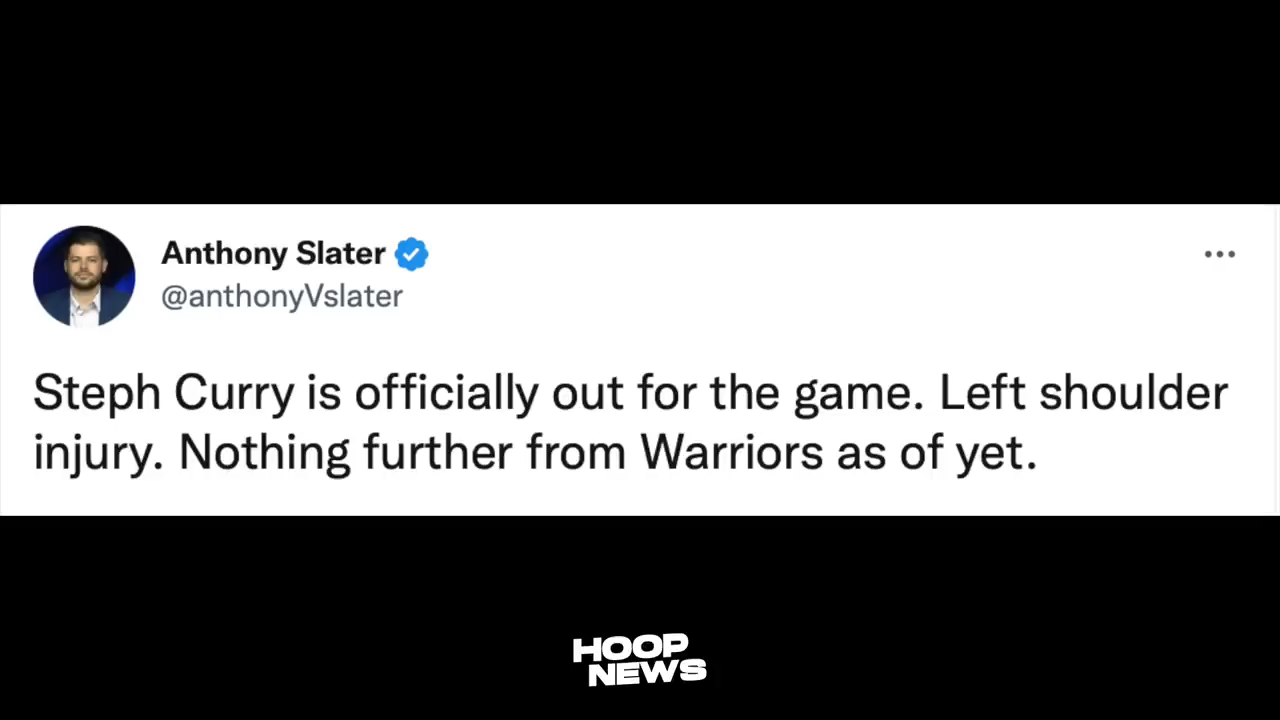 Anthony Slater
@anthonyVslater
Steph Curry is officially out for the game. Left shoulder
injury. Nothing further from Warriors as of yet.
HOOP
NEWS